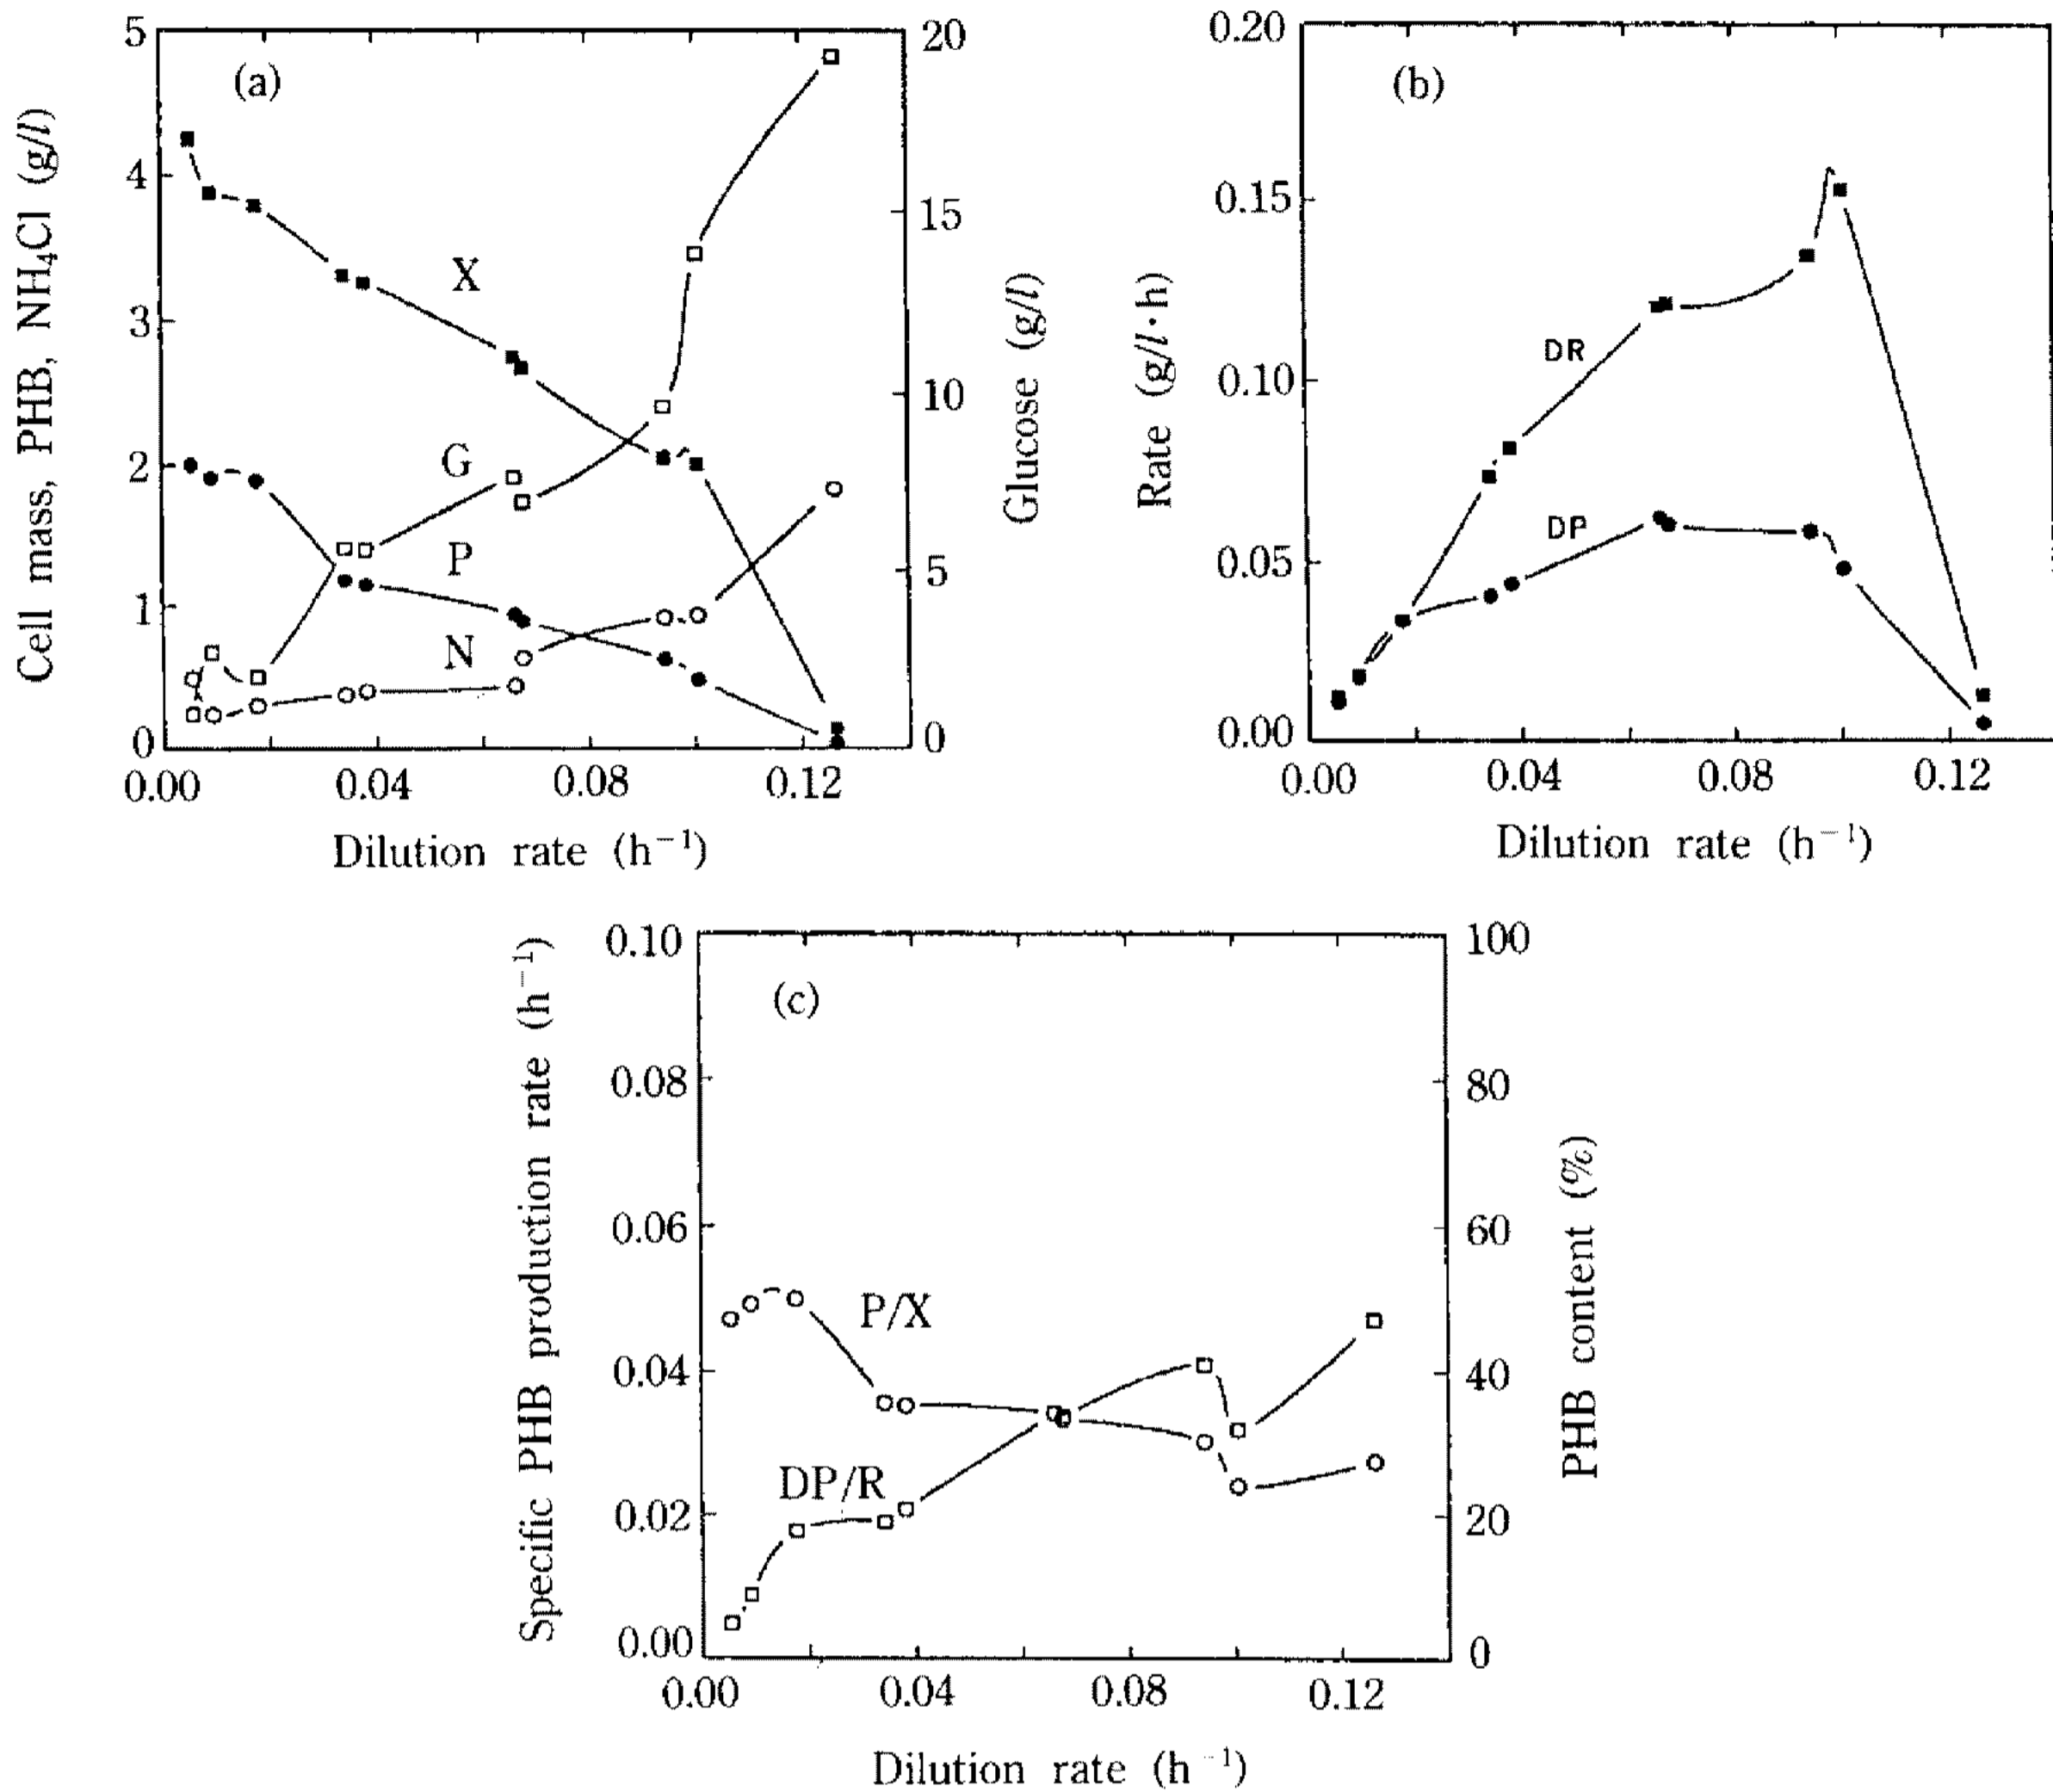 (a)
Cell mass, PHB, NH₄Cl (g/l)
5
4
3
2
1
0
20
15
10
5
0
Glucose (g/l)
X
G
P
N
0.00 0.04 0.08 0.12
Dilution rate (h⁻¹)
(b)
Rate (g/l·h)
0.20
0.15
0.10
0.05
0.00
DR
DP
0.00 0.04 0.08 0.12
Dilution rate (h⁻¹)
(c)
Specific PHB production rate (h⁻¹)
0.10
0.08
0.06
0.04
0.02
0.00
100
80
60
40
20
0
PHB content (%)
P/X
DP/R
0.00 0.04 0.08 0.12
Dilution rate (h⁻¹)